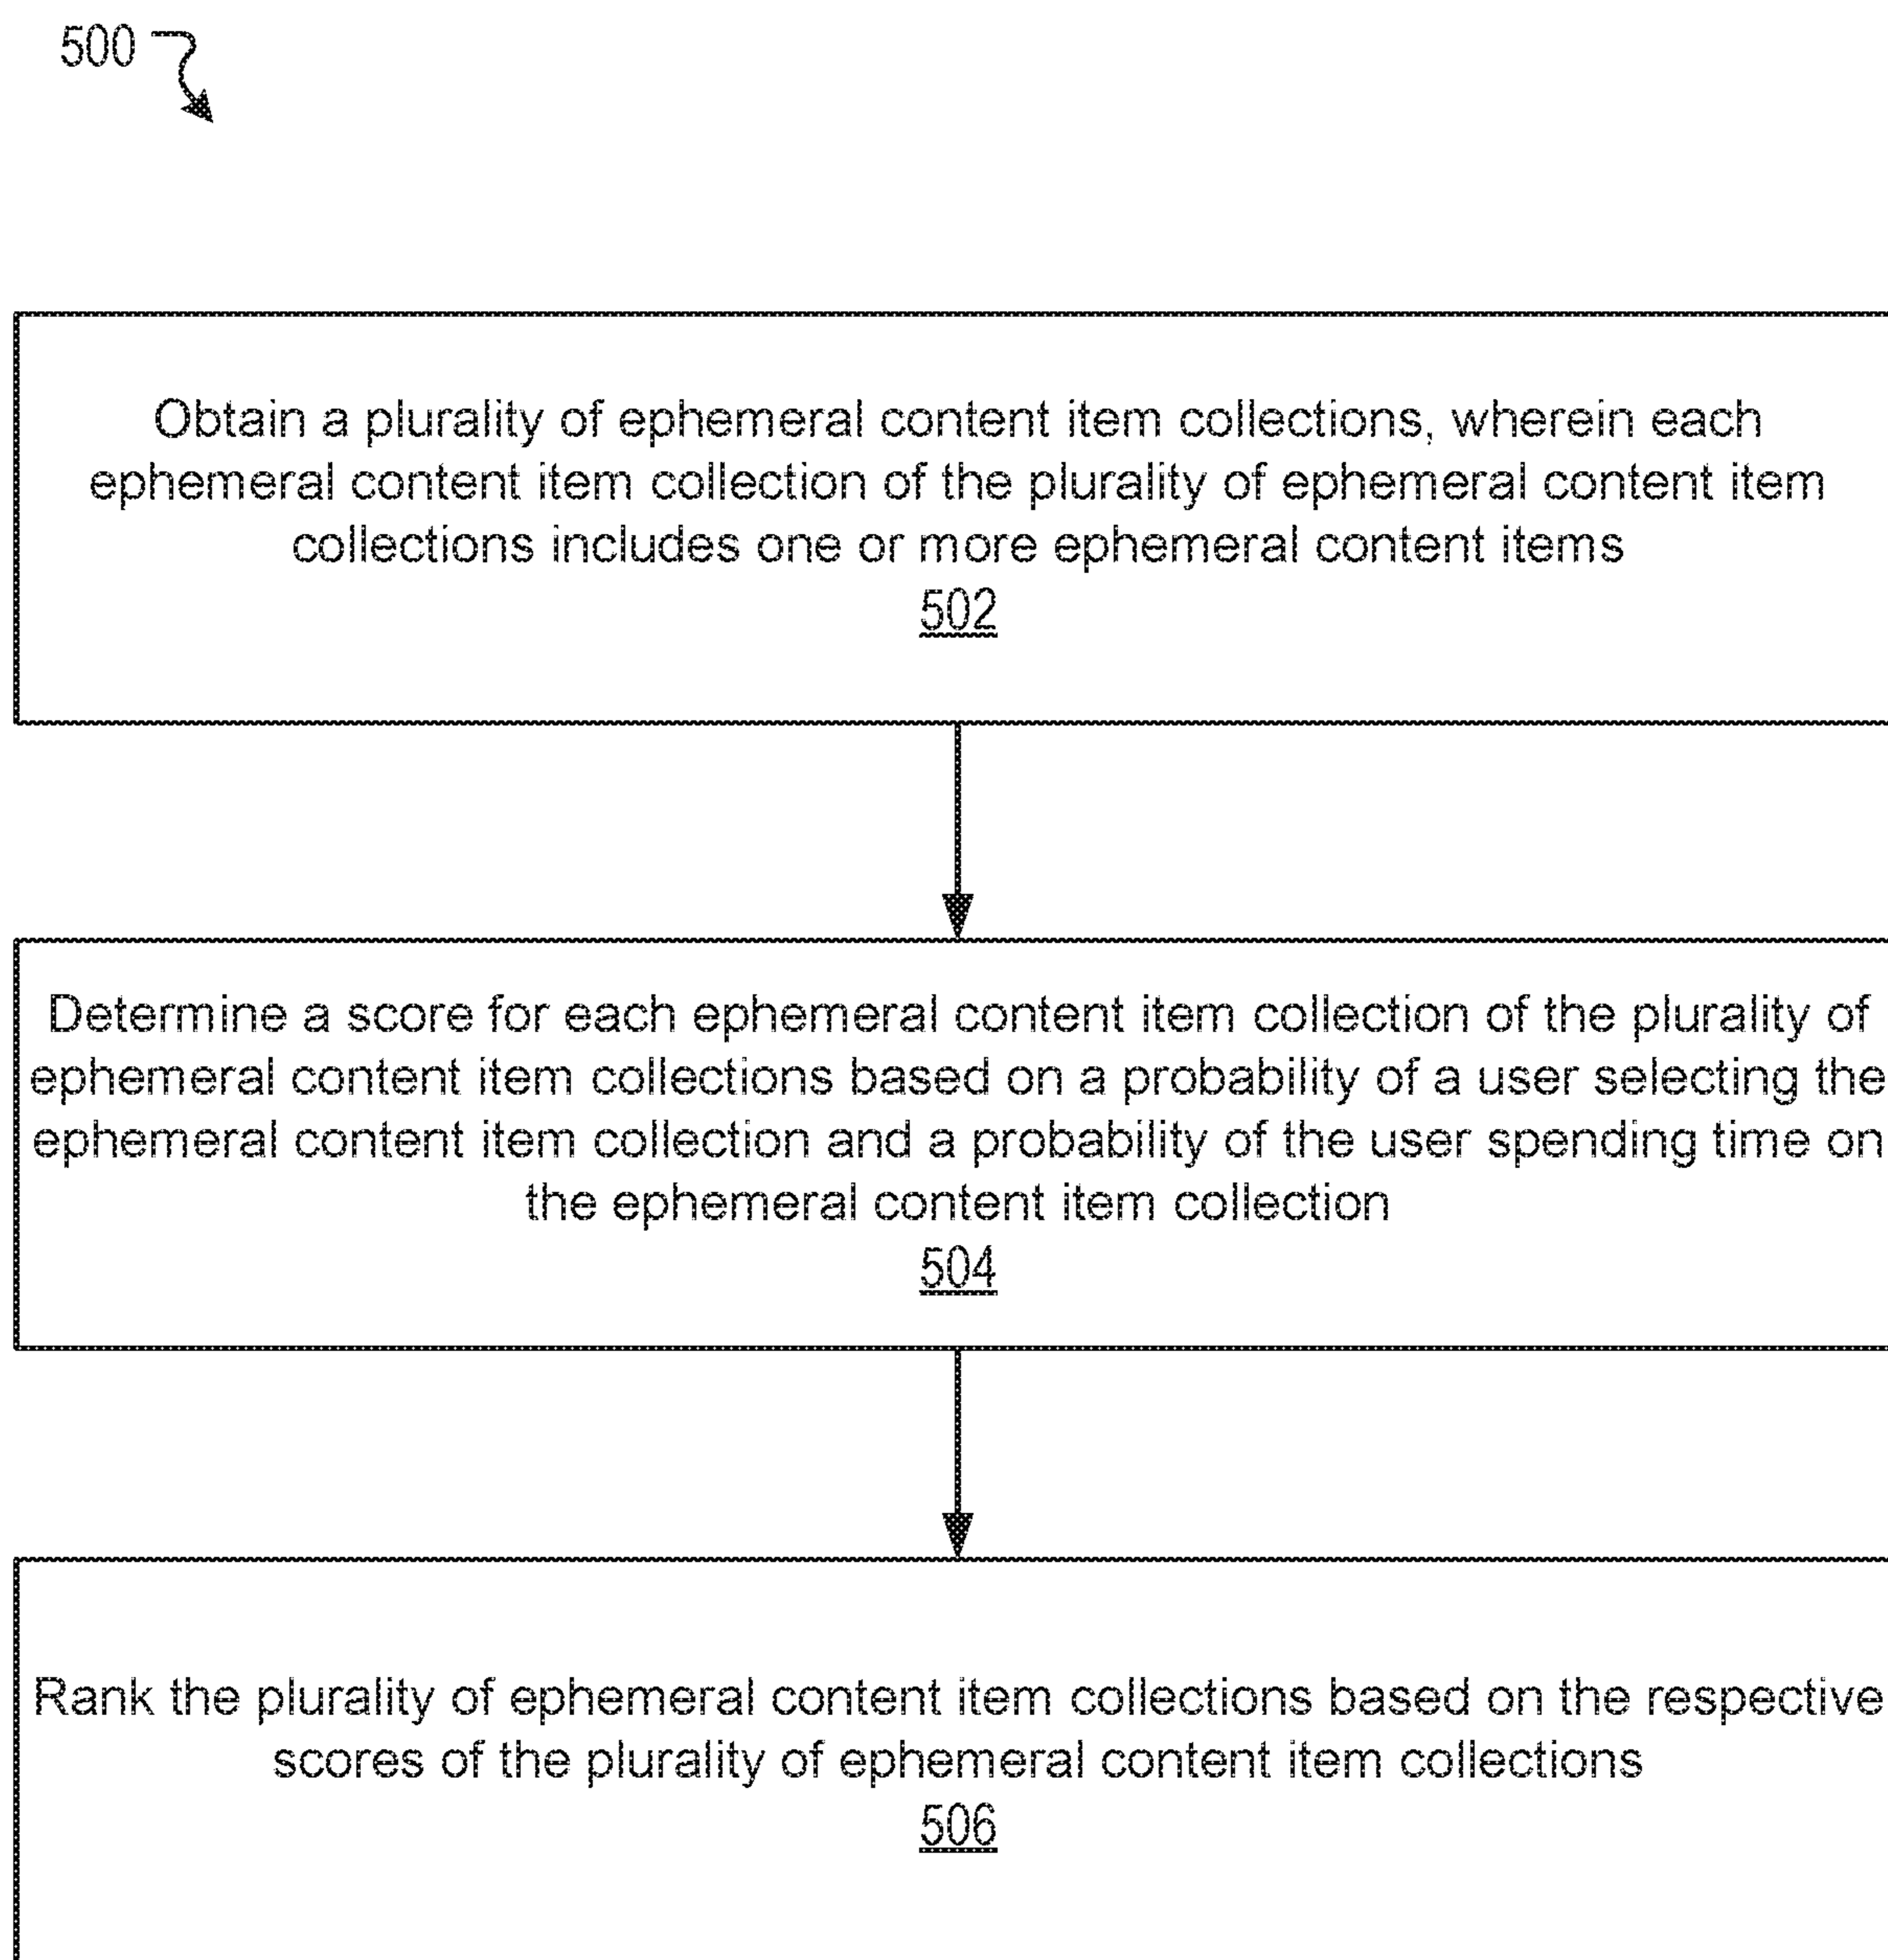 500
Obtain a plurality of ephemeral content item collections, wherein each
ephemeral content item collection of the plurality of ephemeral content item
collections includes one or more ephemeral content items
502
Determine a score for each ephemeral content item collection of the plurality of
ephemeral content item collections based on a probability of a user selecting the
ephemeral content item collection and a probability of the user spending time on
the ephemeral content item collection
504
Rank the plurality of ephemeral content item collections based on the respective
scores of the plurality of ephemeral content item collections
506